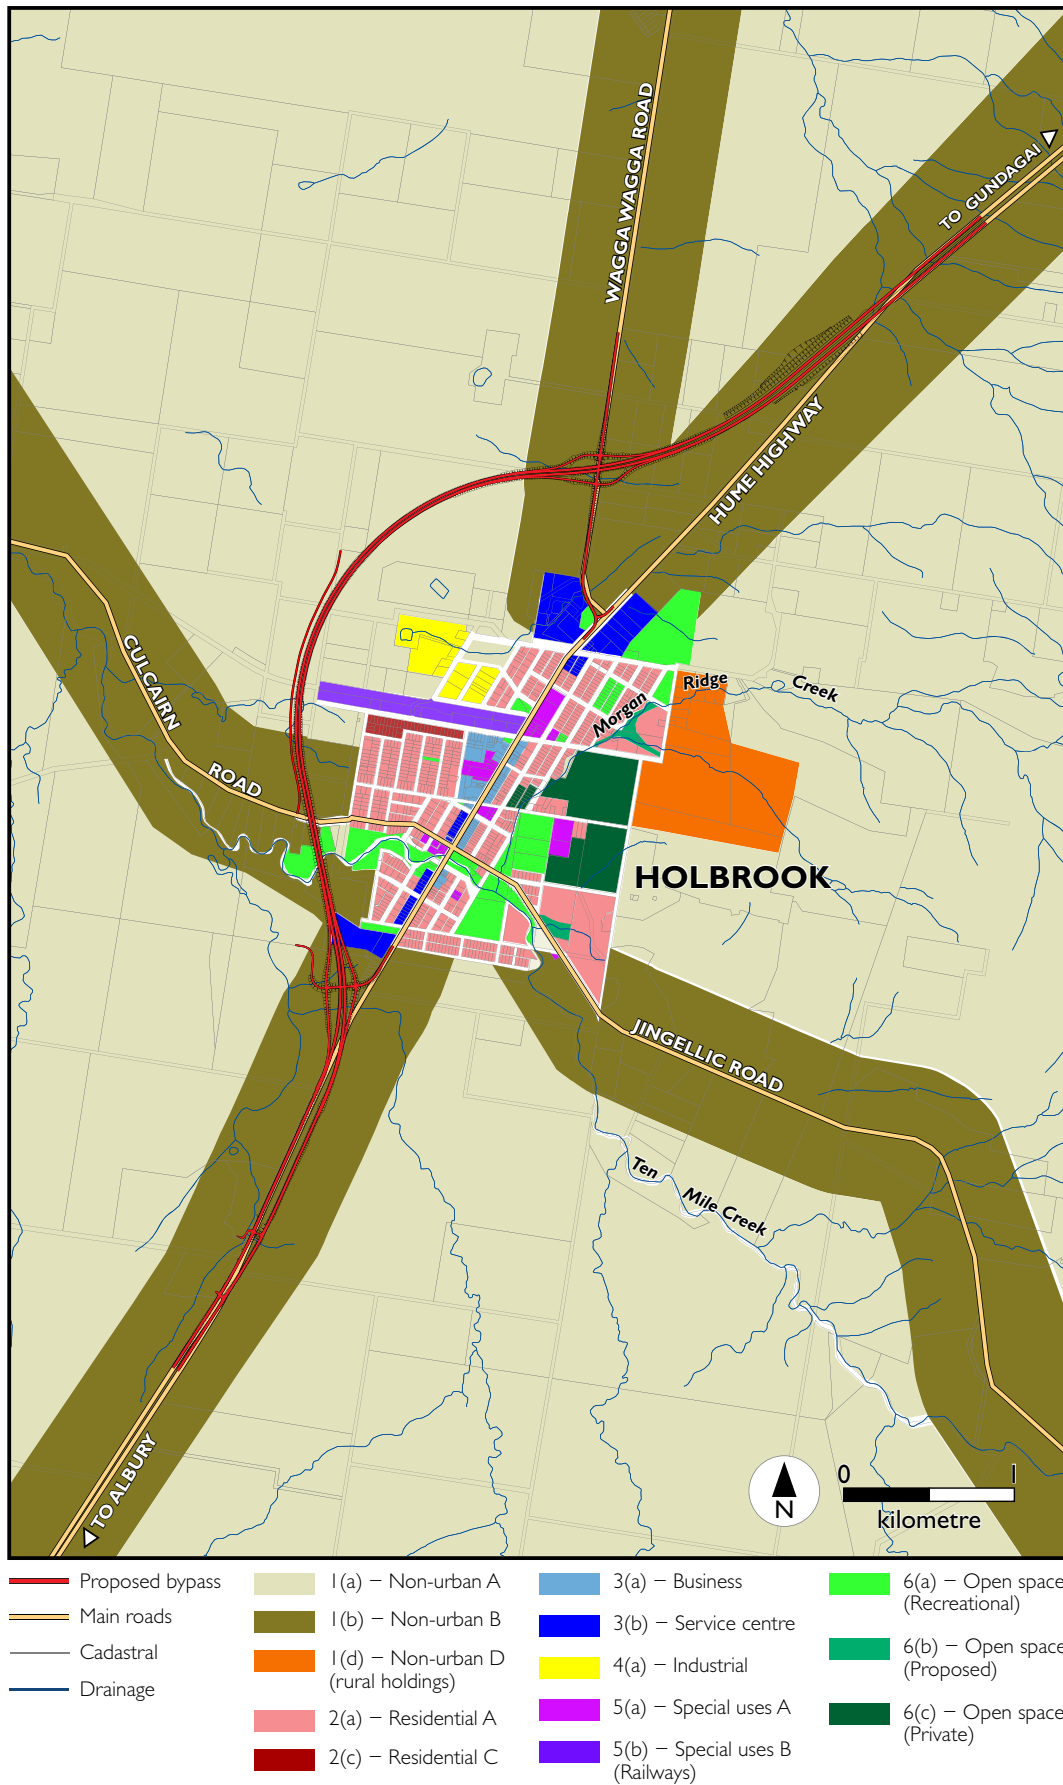 WAGGA WAGGA ROAD
TO GUNDAGAI
HUME HIGHWAY
CULCAIRN
ROAD
Morgan
Ridge
Creek
HOLBROOK
JINGELLIC ROAD
Ten
Mile Creek
TO ALBURY
N
0
1
kilometre
Proposed bypass
Main roads
Cadastral
Drainage
1(a) – Non-urban A
1(b) – Non-urban B
1(d) – Non-urban D
(rural holdings)
2(a) – Residential A
2(c) – Residential C
3(a) – Business
3(b) – Service centre
4(a) – Industrial
5(a) – Special uses A
5(b) – Special uses B
(Railways)
6(a) – Open space
(Recreational)
6(b) – Open space
(Proposed)
6(c) – Open space
(Private)